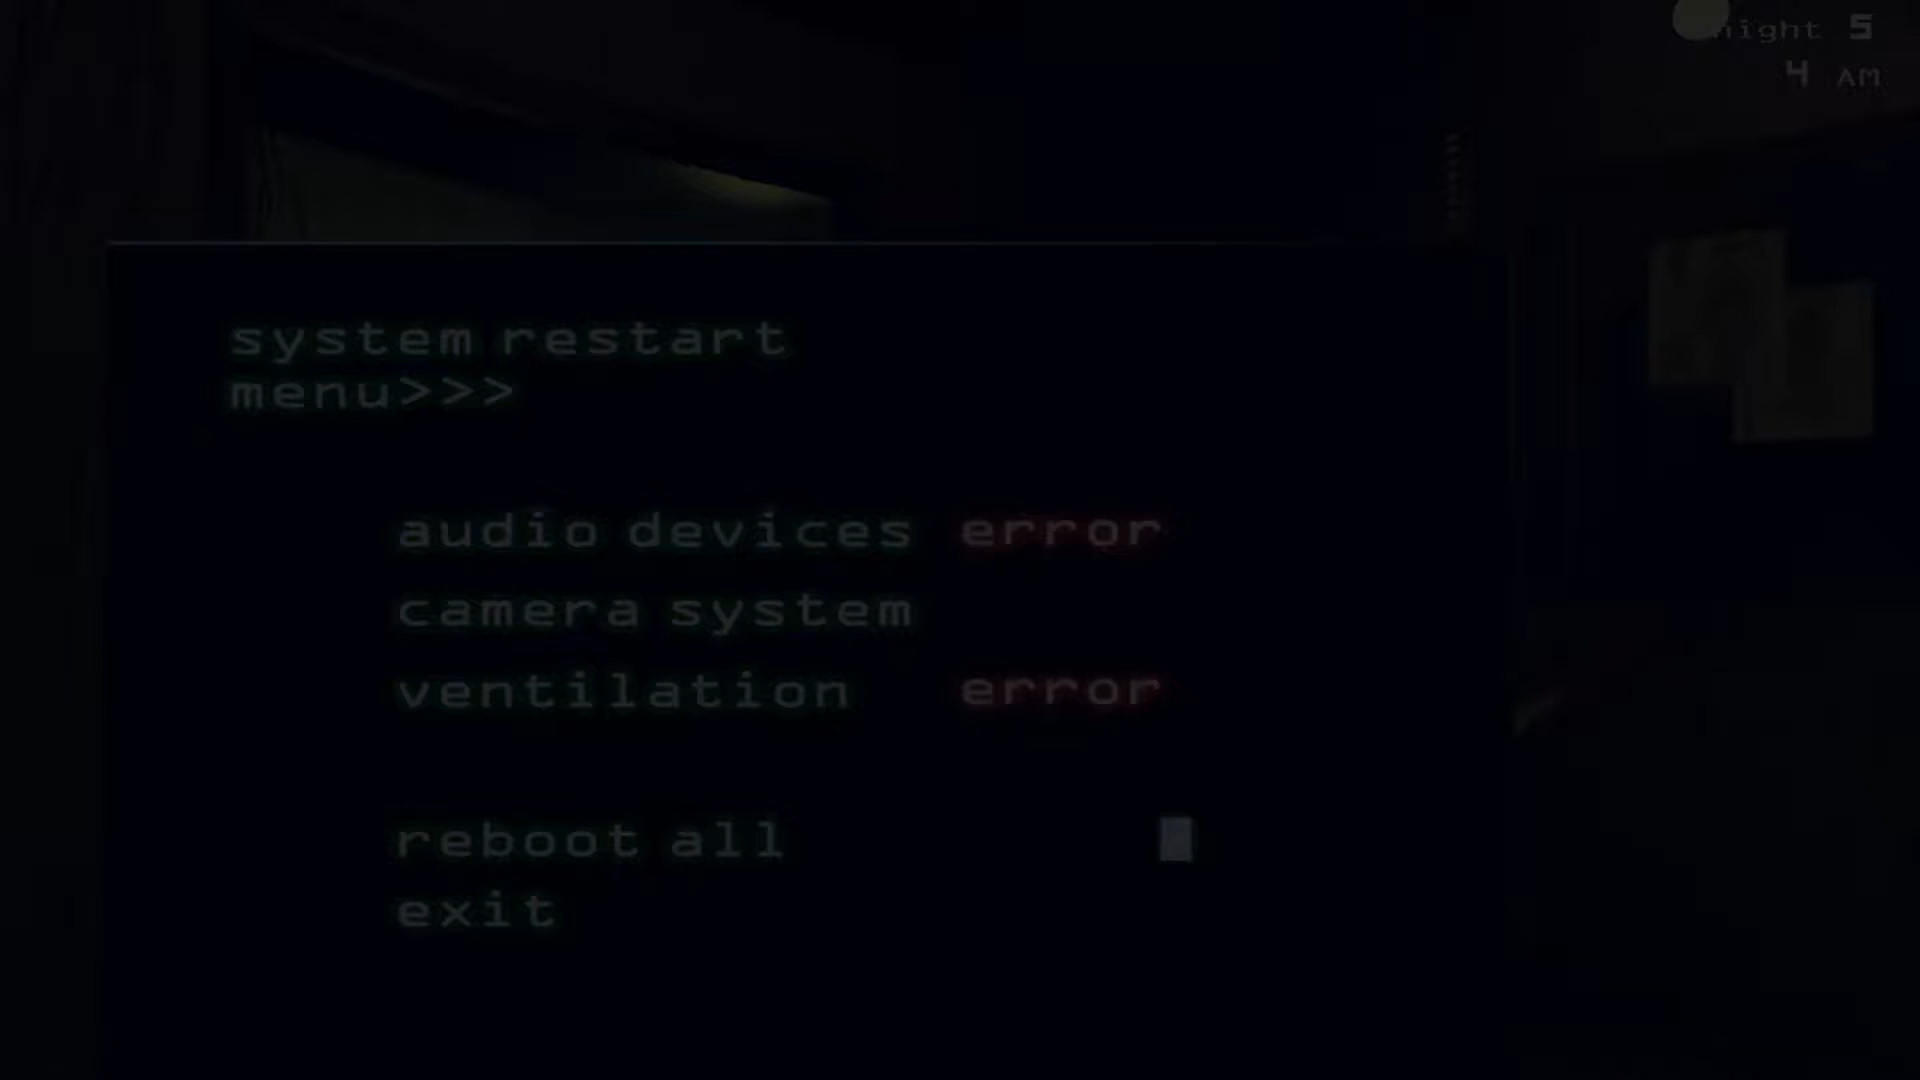 night 5
4 AM
system restart
menu>>>
audio devices error
camera system
ventilation error
reboot all
exit